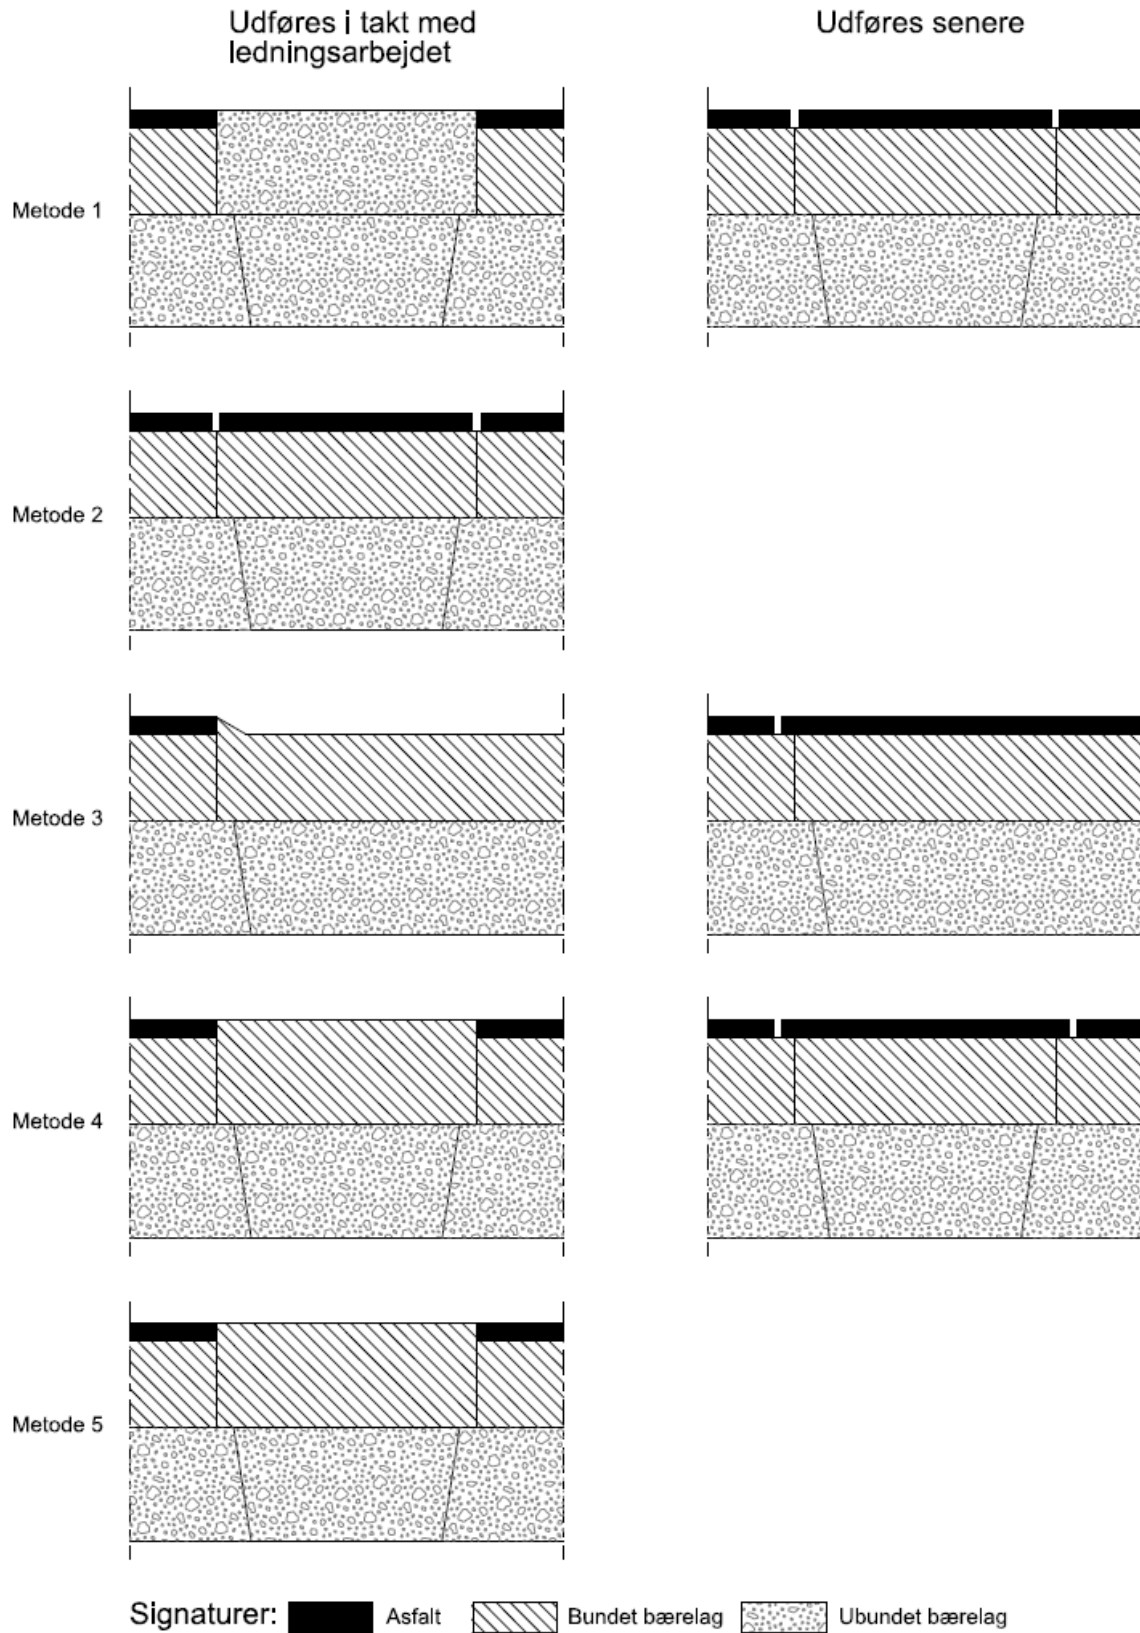 Udføres i takt med
ledningsarbejdet
Udføres senere
Metode 1
Metode 2
Metode 3
Metode 4
Metode 5
Signaturer: Asfalt Bundet bærelag Ubundet bærelag